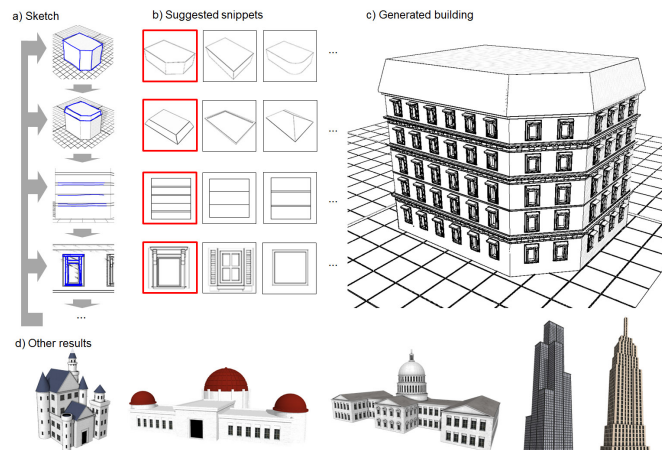 a) Sketch
b) Suggested snippets
c) Generated building
...
...
...
...
...
d) Other results